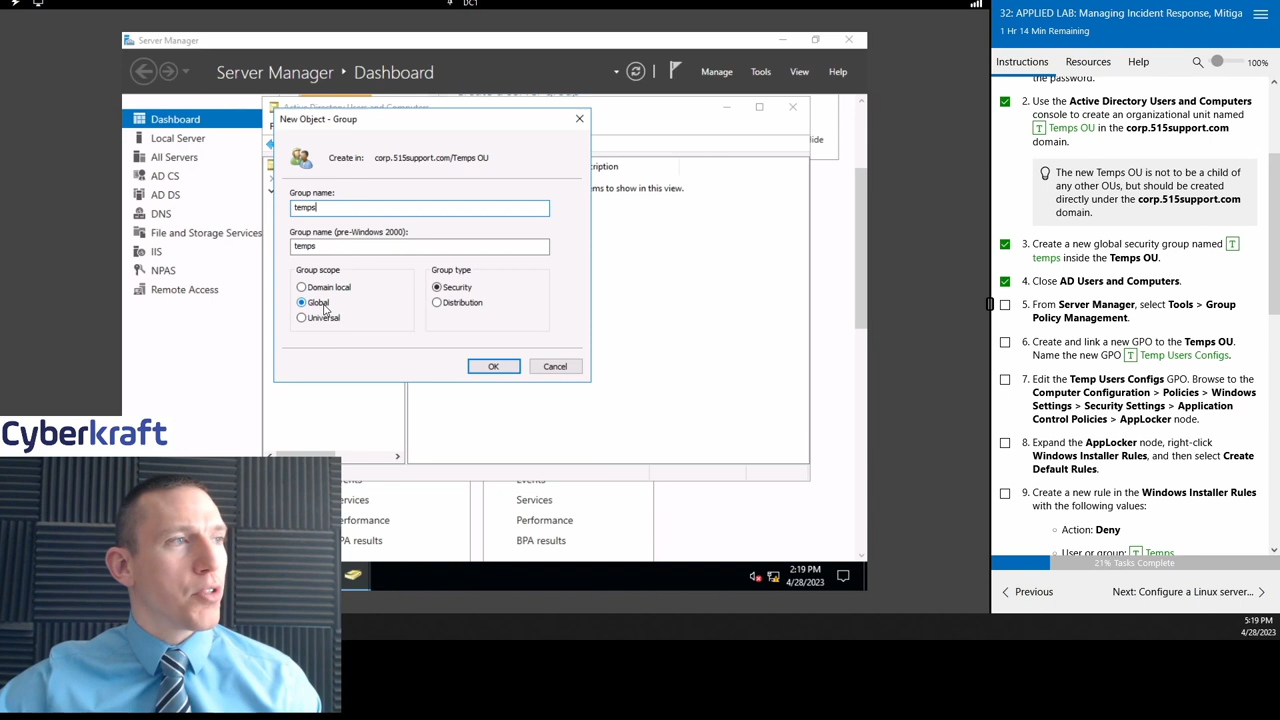 DC1
Server Manager
Server Manager ‣ Dashboard
Manage Tools View Help
Dashboard
Local Server
All Servers
AD CS
AD DS
DNS
File and Storage Services
IIS
NPAS
Remote Access
Active Directory Users and Computers
New Object - Group
Create in: corp.515support.com/Temps OU
Group name:
temps
Group name (pre-Windows 2000):
temps
Group scope
Domain local
Global
Universal
Group type
Security
Distribution
OK Cancel
Services
Performance
BPA results
Services
Performance
BPA results
2:19 PM
4/28/2023
Cyberkraft
32: APPLIED LAB: Managing Incident Response, Mitiga
1 Hr 14 Min Remaining
Instructions Resources Help 100%
the password.
2. Use the Active Directory Users and Computers
console to create an organizational unit named
T Temps OU in the corp.515support.com
domain.
The new Temps OU is not to be a child of
any other OUs, but should be created
directly under the corp.515support.com
domain.
3. Create a new global security group named T
temps inside the Temps OU.
4. Close AD Users and Computers.
5. From Server Manager, select Tools > Group
Policy Management.
6. Create and link a new GPO to the Temps OU.
Name the new GPO T Temp Users Configs.
7. Edit the Temp Users Configs GPO. Browse to the
Computer Configuration > Policies > Windows
Settings > Security Settings > Application
Control Policies > AppLocker node.
8. Expand the AppLocker node, right-click
Windows Installer Rules, and then select Create
Default Rules.
9. Create a new rule in the Windows Installer Rules
with the following values:
Action: Deny
User or group: T Temps
21% Tasks Complete
Previous Next: Configure a Linux server...
5:19 PM
4/28/2023